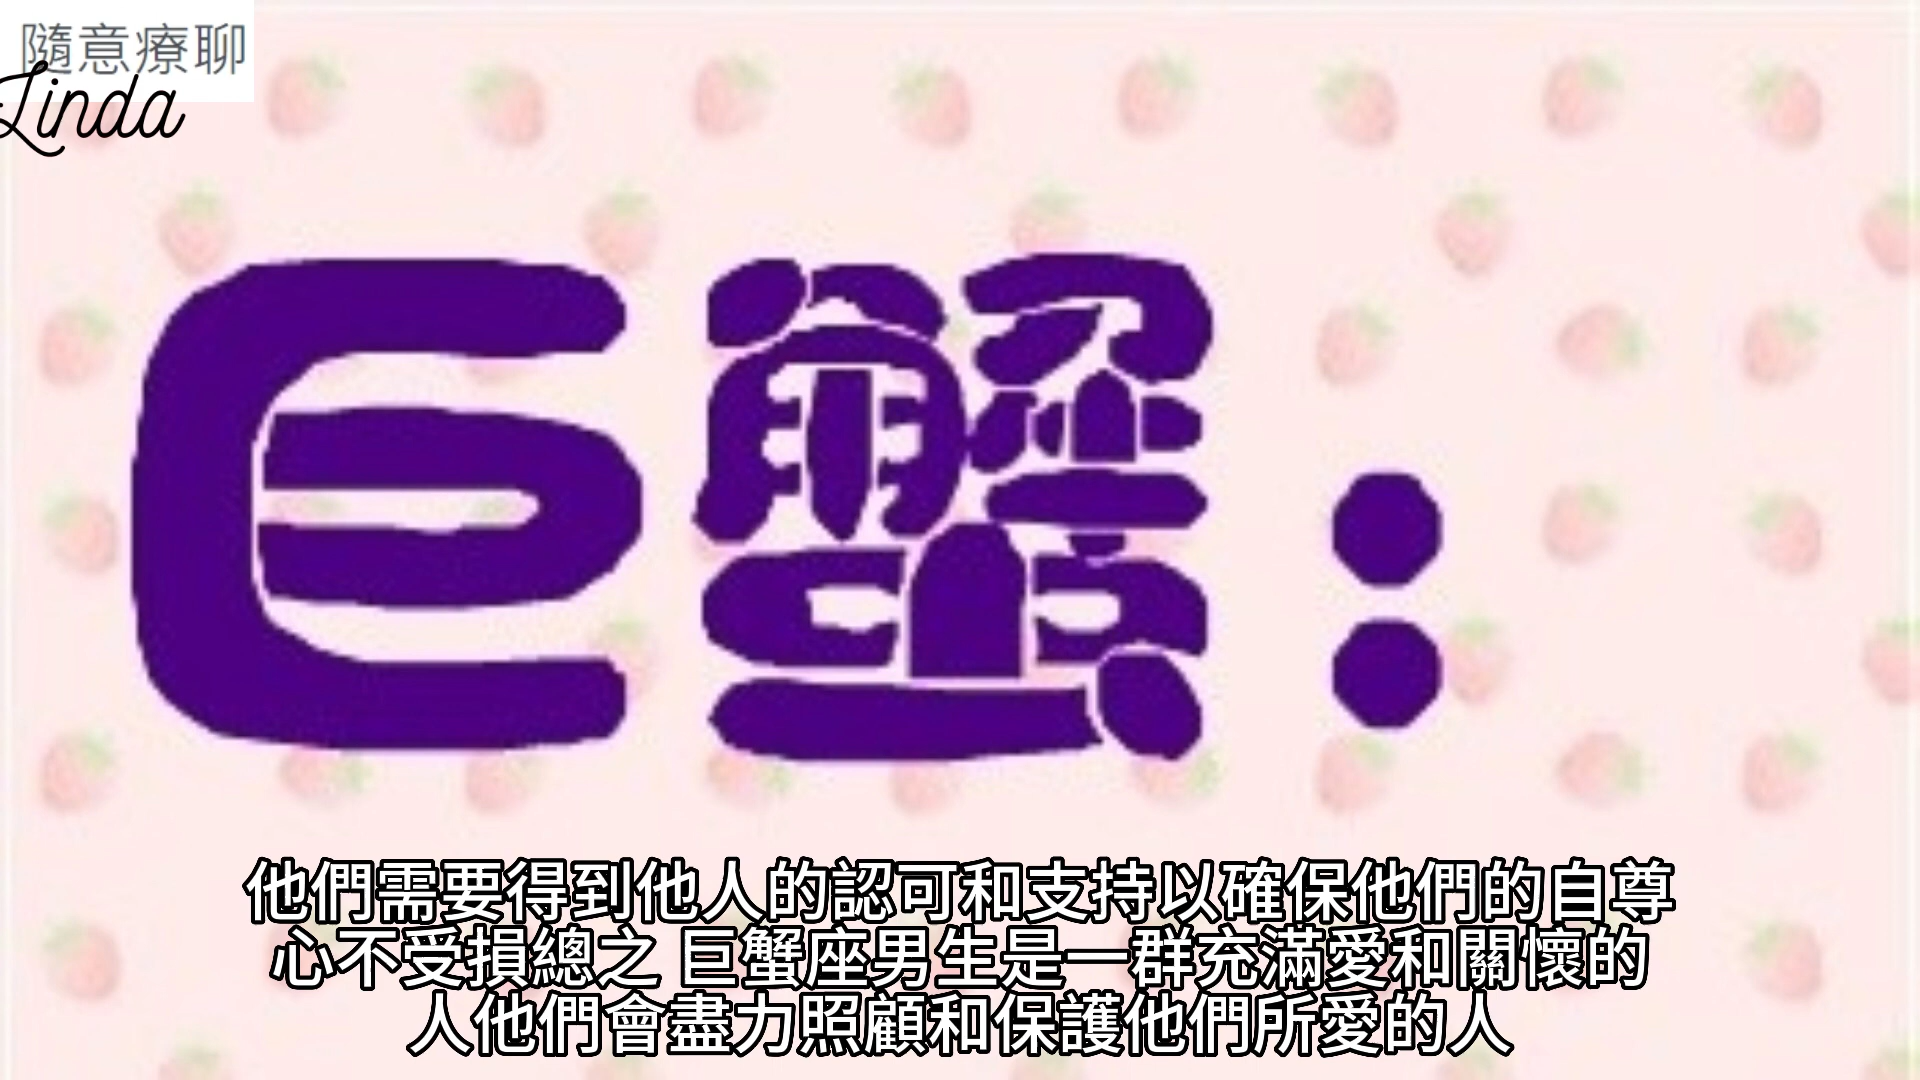 隨意療聊
Linda
巨蟹：
他們需要得到他人的認可和支持以確保他們的自尊
心不受損總之 巨蟹座男生是一群充滿愛和關懷的
人他們會盡力照顧和保護他們所愛的人